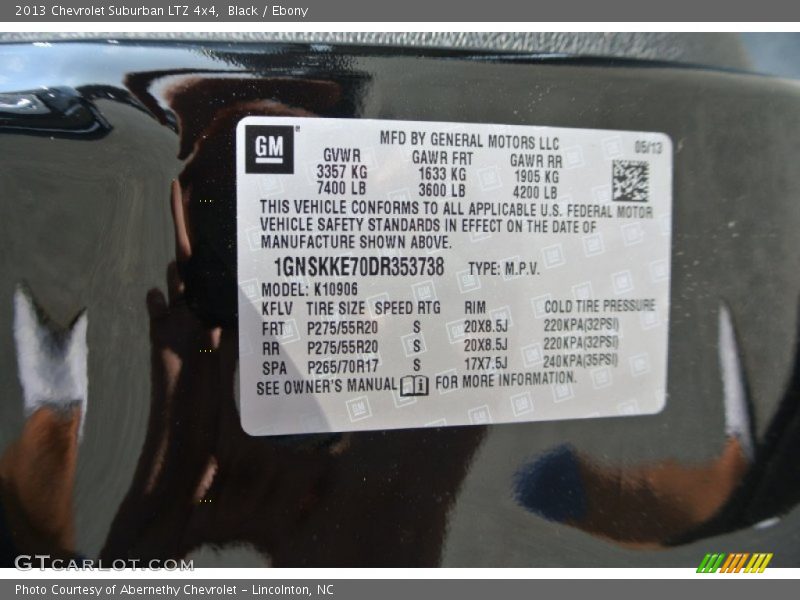 2013 Chevrolet Suburban LTZ 4x4, Black / Ebony
GM
MFD BY GENERAL MOTORS LLC 05/13
GVWR GAWR FRT GAWR RR
3357 KG 1633 KG 1905 KG
7400 LB 3600 LB 4200 LB
THIS VEHICLE CONFORMS TO ALL APPLICABLE U.S. FEDERAL MOTOR
VEHICLE SAFETY STANDARDS IN EFFECT ON THE DATE OF
MANUFACTURE SHOWN ABOVE.
1GNSKKE70DR353738 TYPE: M.P.V.
MODEL: K10906
KFLV TIRE SIZE SPEED RTG RIM COLD TIRE PRESSURE
FRT P275/55R20 S 20X8.5J 220KPA(32PSI)
RR P275/55R20 S 20X8.5J 220KPA(32PSI)
SPA P265/70R17 S 17X7.5J 240KPA(35PSI)
SEE OWNER'S MANUAL FOR MORE INFORMATION.
GTcarlot.com
Photo Courtesy of Abernethy Chevrolet - Lincolnton, NC